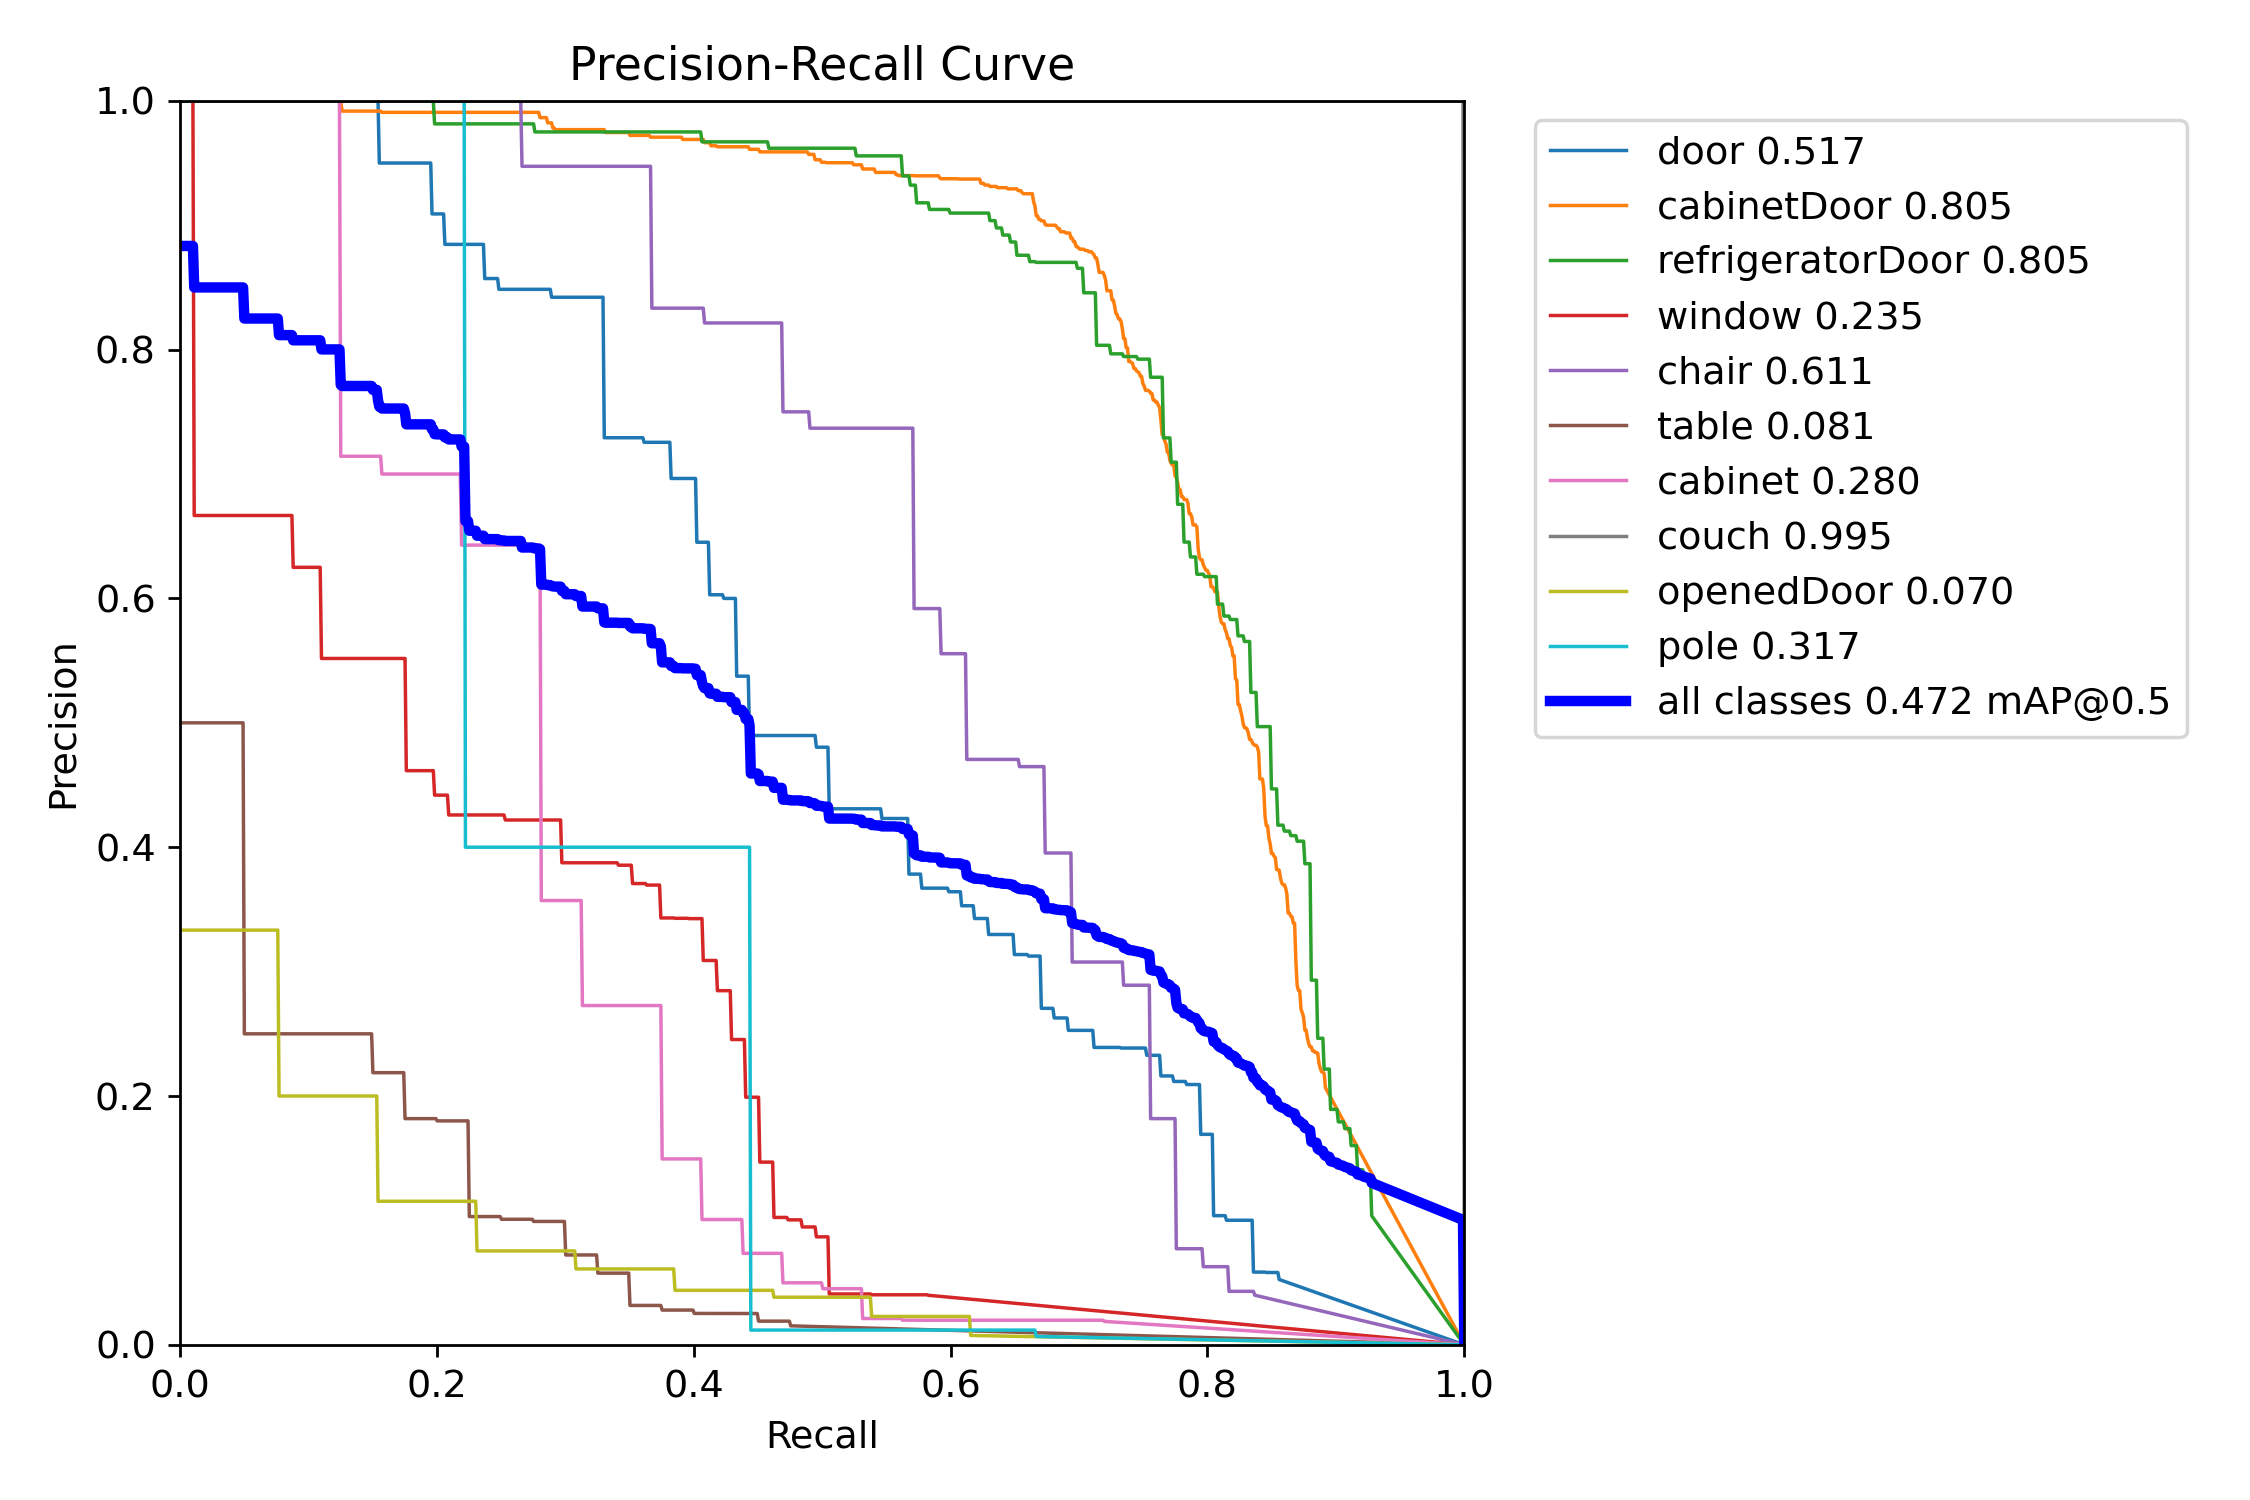 Precision-Recall Curve
1.0
0.8
0.6
0.4
0.2
0.0
Precision
0.0 0.2 0.4 0.6 0.8 1.0
Recall
door 0.517
cabinetDoor 0.805
refrigeratorDoor 0.805
window 0.235
chair 0.611
table 0.081
cabinet 0.280
couch 0.995
openedDoor 0.070
pole 0.317
all classes 0.472 mAP@0.5